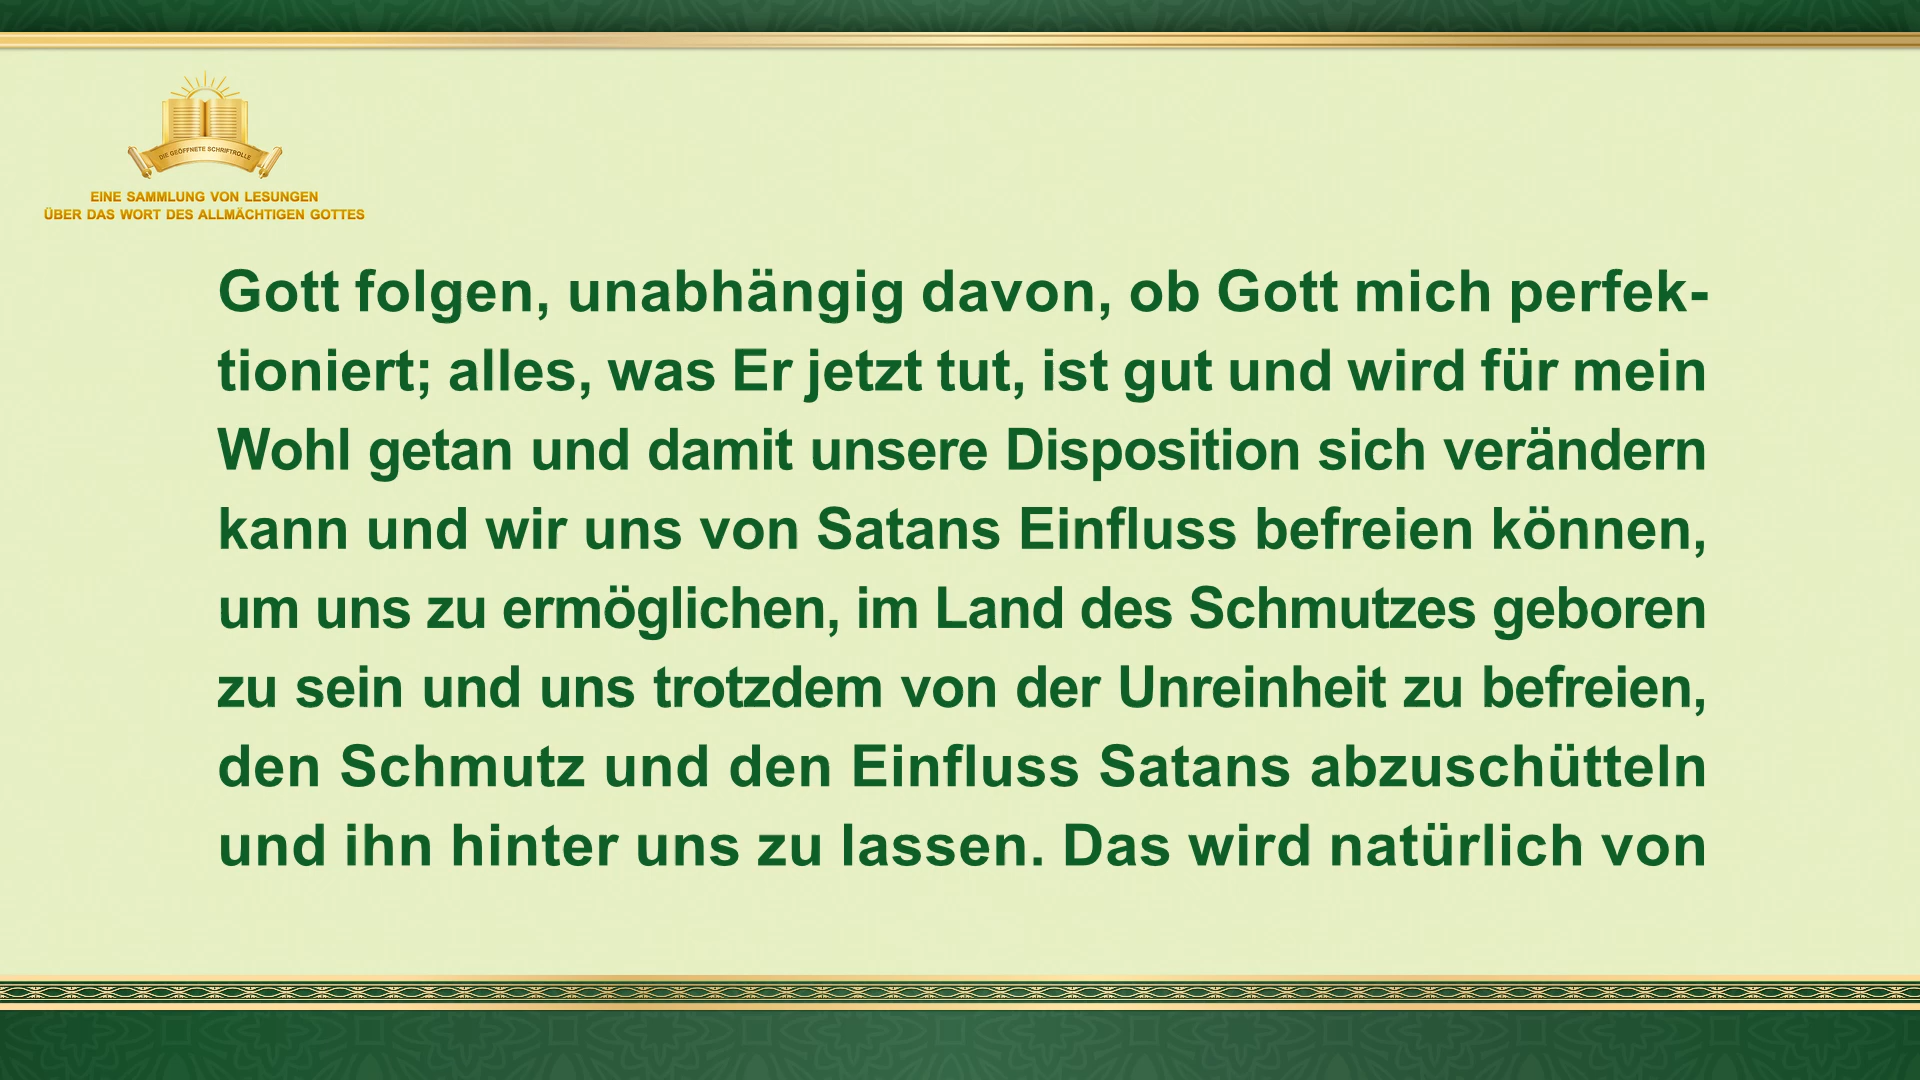 DIE GEÖFFNETE SCHRIFTROLLE
EINE SAMMLUNG VON LESUNGEN
ÜBER DAS WORT DES ALLMÄCHTIGEN GOTTES
Gott folgen, unabhängig davon, ob Gott mich perfek-
tioniert; alles, was Er jetzt tut, ist gut und wird für mein
Wohl getan und damit unsere Disposition sich verändern
kann und wir uns von Satans Einfluss befreien können,
um uns zu ermöglichen, im Land des Schmutzes geboren
zu sein und uns trotzdem von der Unreinheit zu befreien,
den Schmutz und den Einfluss Satans abzuschütteln
und ihn hinter uns zu lassen. Das wird natürlich von